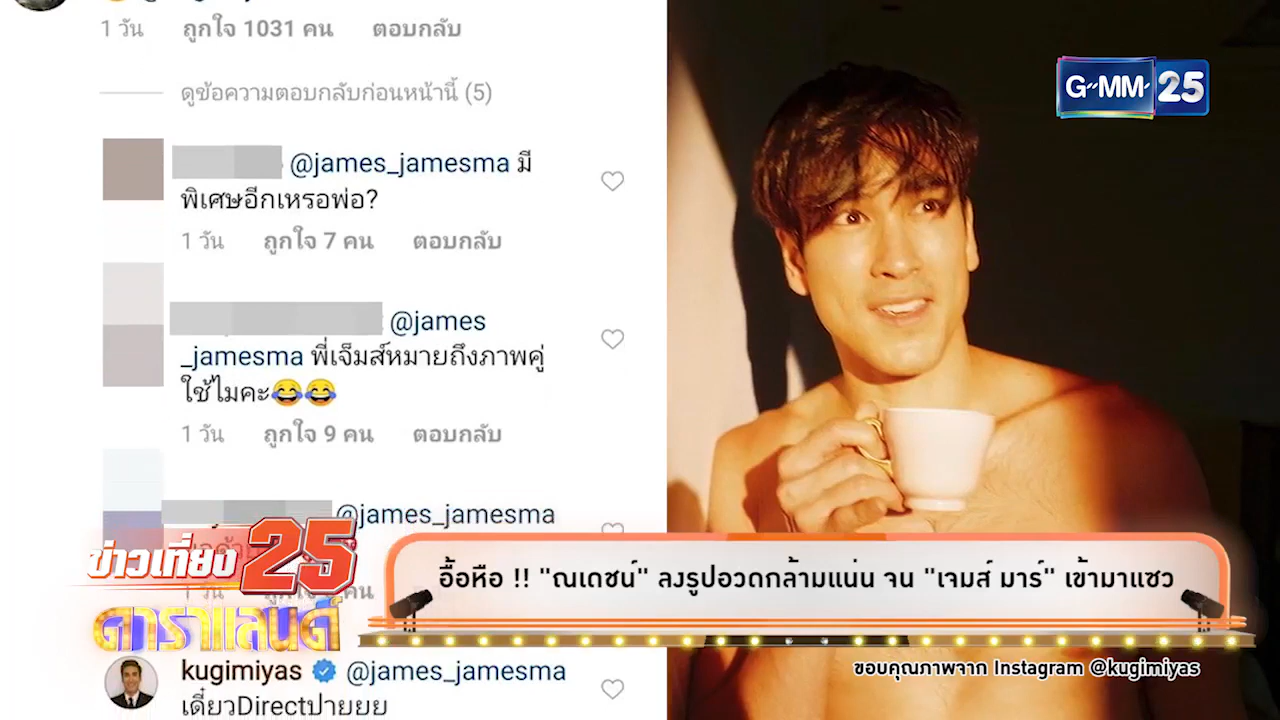 1 วัน ถูกใจ 1031 คน ตอบกลับ
ดูข้อความตอบกลับก่อนหน้านี้ (5)
@james_jamesma มี
พิเศษอีกเหรอพ่อ?
1 วัน ถูกใจ 7 คน ตอบกลับ
@james
_jamesma พี่เจ็มส์หมายถึงภาพคู่
ใช้ไมคะ😂😂
1 วัน ถูกใจ 9 คน ตอบกลับ
@james_jamesma
kugimiyas @james_jamesma
เดี๋ยวDirectปายยย
GMM 25
ข่าวเที่ยง 25
ดาราแลนด์
อื้อหือ !! "ณเดชน์" ลงรูปอวดกล้ามแน่น จน "เจมส์ มาร์" เข้ามาแซว
ขอบคุณภาพจาก Instagram @kugimiyas